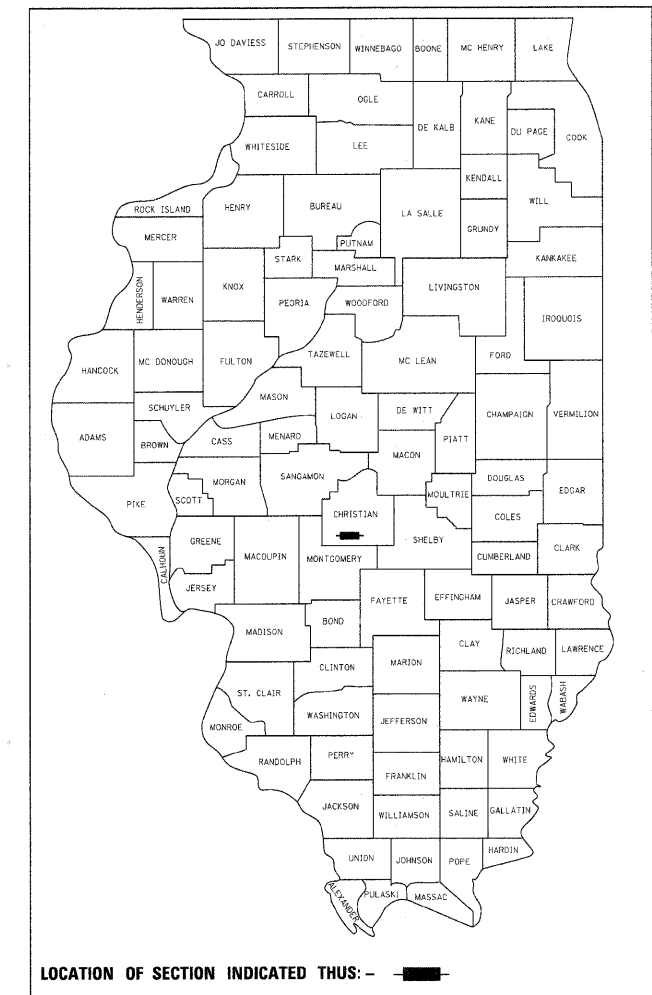 JO DAVIESS STEPHENSON WINNEBAGO BOONE MC HENRY LAKE
CARROLL OGLE DE KALB KANE DU PAGE COOK
WHITESIDE LEE
KENDALL
WILL
ROCK ISLAND HENRY BUREAU LA SALLE GRUNDY
MERCER PUTNAM
STARK MARSHALL KANKAKEE
HENDERSON WARREN KNOX PEORIA WOODFORD LIVINGSTON IROQUOIS
HANCOCK MC DONOUGH FULTON TAZEWELL MC LEAN FORD
MASON
SCHUYLER LOGAN DE WITT CHAMPAIGN VERMILION
ADAMS BROWN CASS MENARD MACON PIATT
MORGAN SANGAMON DOUGLAS EDGAR
PIKE SCOTT CHRISTIAN MOULTRIE COLES
GREENE MACOUPIN MONTGOMERY SHELBY CUMBERLAND CLARK
CALHOUN JERSEY
FAYETTE EFFINGHAM JASPER CRAWFORD
MADISON BOND
CLAY RICHLAND LAWRENCE
CLINTON MARION
ST. CLAIR WAYNE EDWARDS WABASH
MONROE WASHINGTON JEFFERSON
RANDOLPH PERRY HAMILTON WHITE
FRANKLIN
JACKSON WILLIAMSON SALINE GALLATIN
UNION JOHNSON POPE HARDIN
ALEXANDER PULASKI MASSAC
LOCATION OF SECTION INDICATED THUS: -